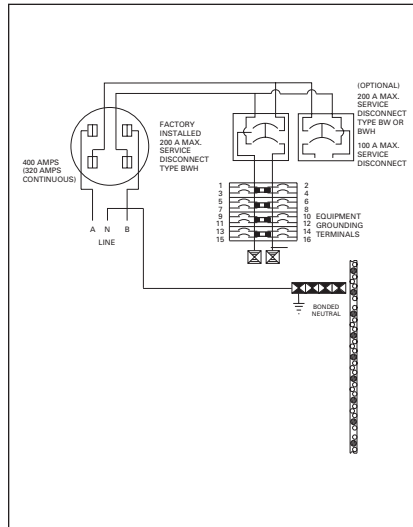 (OPTIONAL)
200 A MAX.
SERVICE
DISCONNECT
TYPE BW OR
BWH
100 A MAX.
SERVICE
DISCONNECT
FACTORY
INSTALLED
200 A MAX.
SERVICE
DISCONNECT
TYPE BWH
400 AMPS
(320 AMPS
CONTINUOUS)
A N B
LINE
1 2
3 4
5 6
7 8
9 10
11 12
13 14
15 16
EQUIPMENT
GROUNDING
TERMINALS
BONDED
NEUTRAL